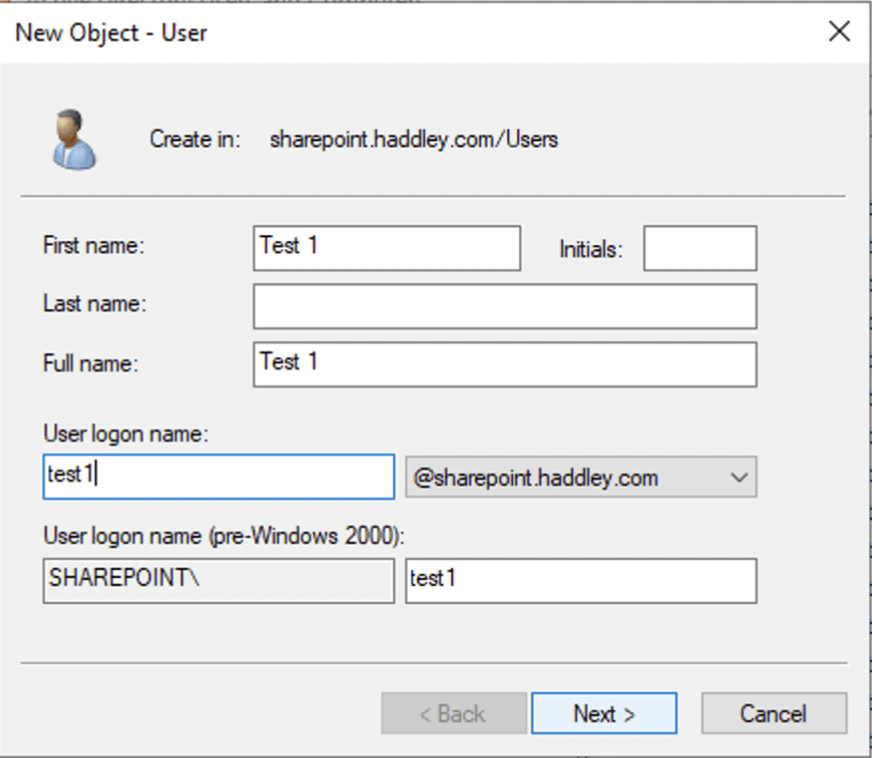 New Object - User
Create in: sharepoint.haddley.com/Users
First name: Test 1 Initials:
Last name:
Full name: Test 1
User logon name:
test1 @sharepoint.haddley.com
User logon name (pre-Windows 2000):
SHAREPOINT\ test1
< Back Next > Cancel